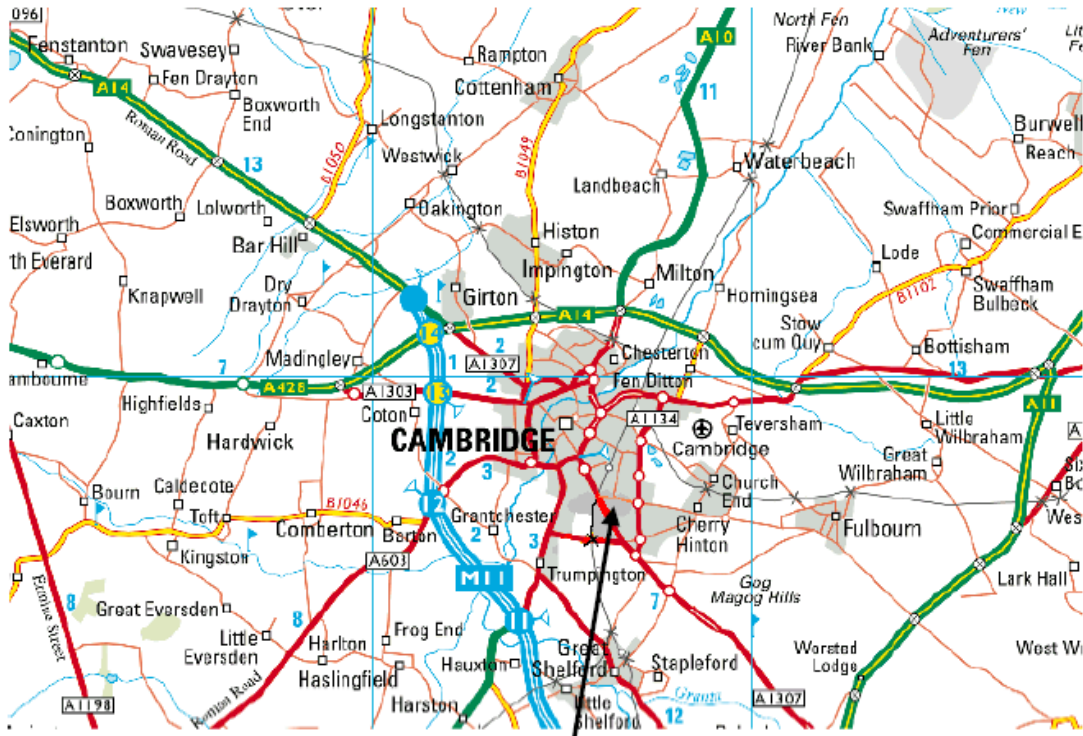 096
North Fen
New
Fenstanton
Swavesey
A10
River Bank
Adventurers'
Fen
Rampton
Fen Drayton
Cottenham
A14
11
Boxworth
End
Longstanton
Burwell
Conington
Roman Road
B1050
B1049
Reach
13
Westwick
Waterbeach
Landbeach
Boxworth
Lolworth
Oakington
Swaffham Prior
Elsworth
Bar Hill
Histon
Commercial E
Impington
Milton
Lode
th Everard
Knapwell
Dry
Drayton
Girton
Horningsea
B1102
Swaffham
Bulbeck
14
A14
Stow
cum Quy
2
Madingley
1
A1307
Chesterton
Bottisham
ambourne
7
2
Fen Ditton
13
A428
A1303
13
A11
Caxton
Highfields
Coton
A1134
Little
Wilbraham
Hardwick
CAMBRIDGE
Cambridge
Teversham
A
2
3
Great
Wilbraham
Bourn
Caldecote
Church
End
Toft
B1046
12
Grantchester
Comberton
Barton
2
Cherry
Hinton
Fulbourn
Wes
Kingston
A603
3
M11
Trumpington
Lark Hall
Ermine Street
8
Great Eversden
7
Gog
Magog Hills
8
11
Little
Eversden
Harlton
Frog End
Great
Shelford
West W
Hauxton
Stapleford
Worsted
Lodge
Roman Road
Haslingfield
Granta
A1198
Harston
Little
Shelford
12
A1307